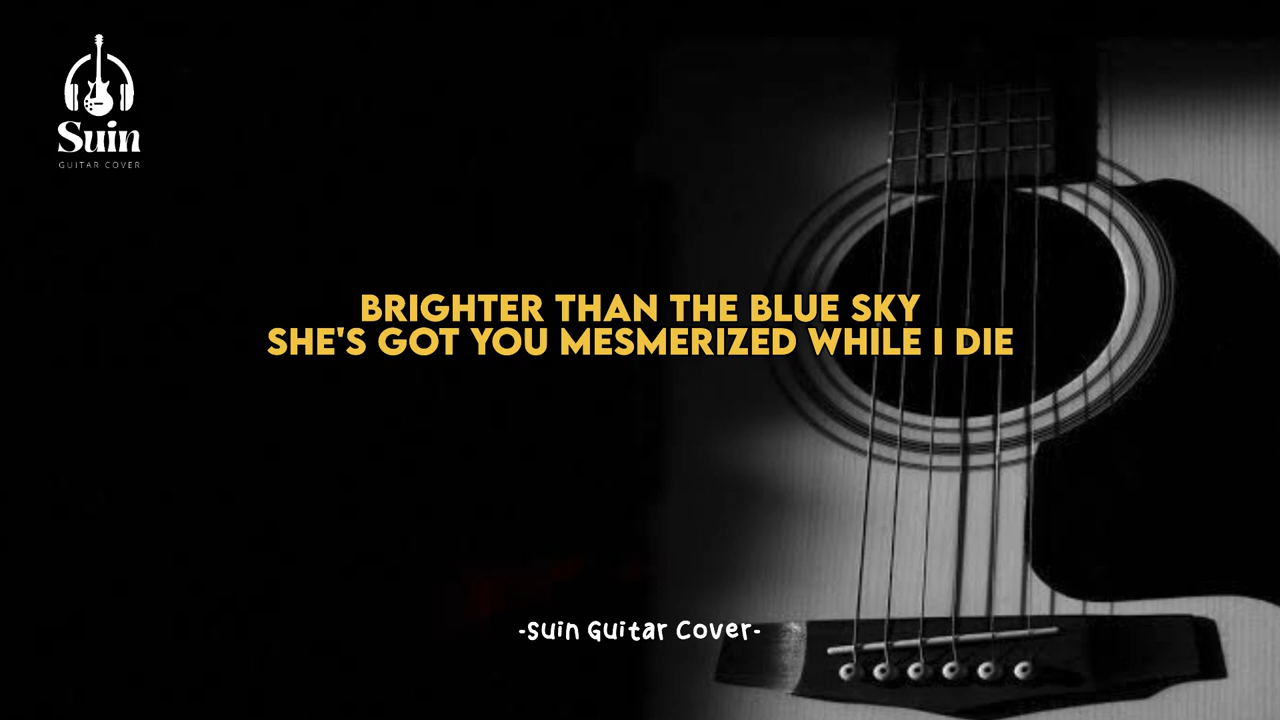 Suin
GUITAR COVER
BRIGHTER THAN THE BLUE SKY
SHE'S GOT YOU MESMERIZED WHILE I DIE
-Suin Guitar Cover-